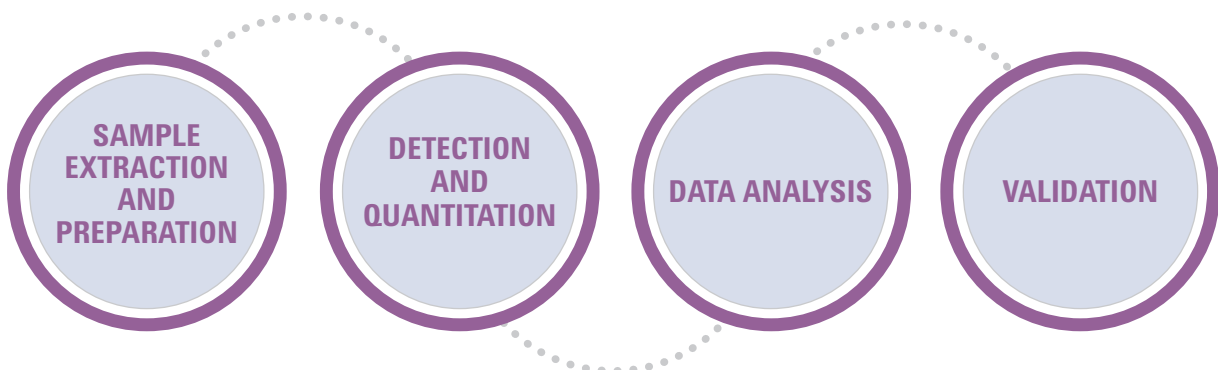 SAMPLE
EXTRACTION
AND
PREPARATION
DETECTION
AND
QUANTITATION
DATA ANALYSIS
VALIDATION